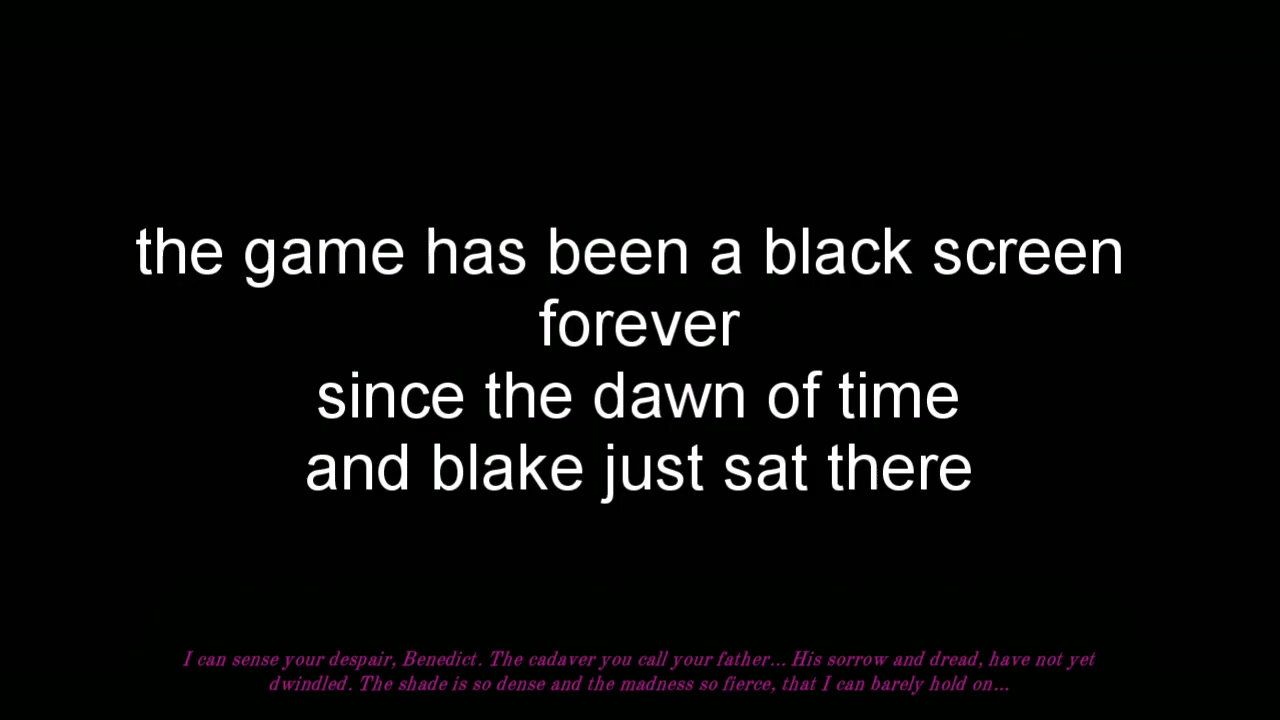 the game has been a black screen
forever
since the dawn of time
and blake just sat there
I can sense your despair, Benedict. The cadaver you call your father... His sorrow and dread, have not yet
dwindled. The shade is so dense and the madness so fierce, that I can barely hold on...